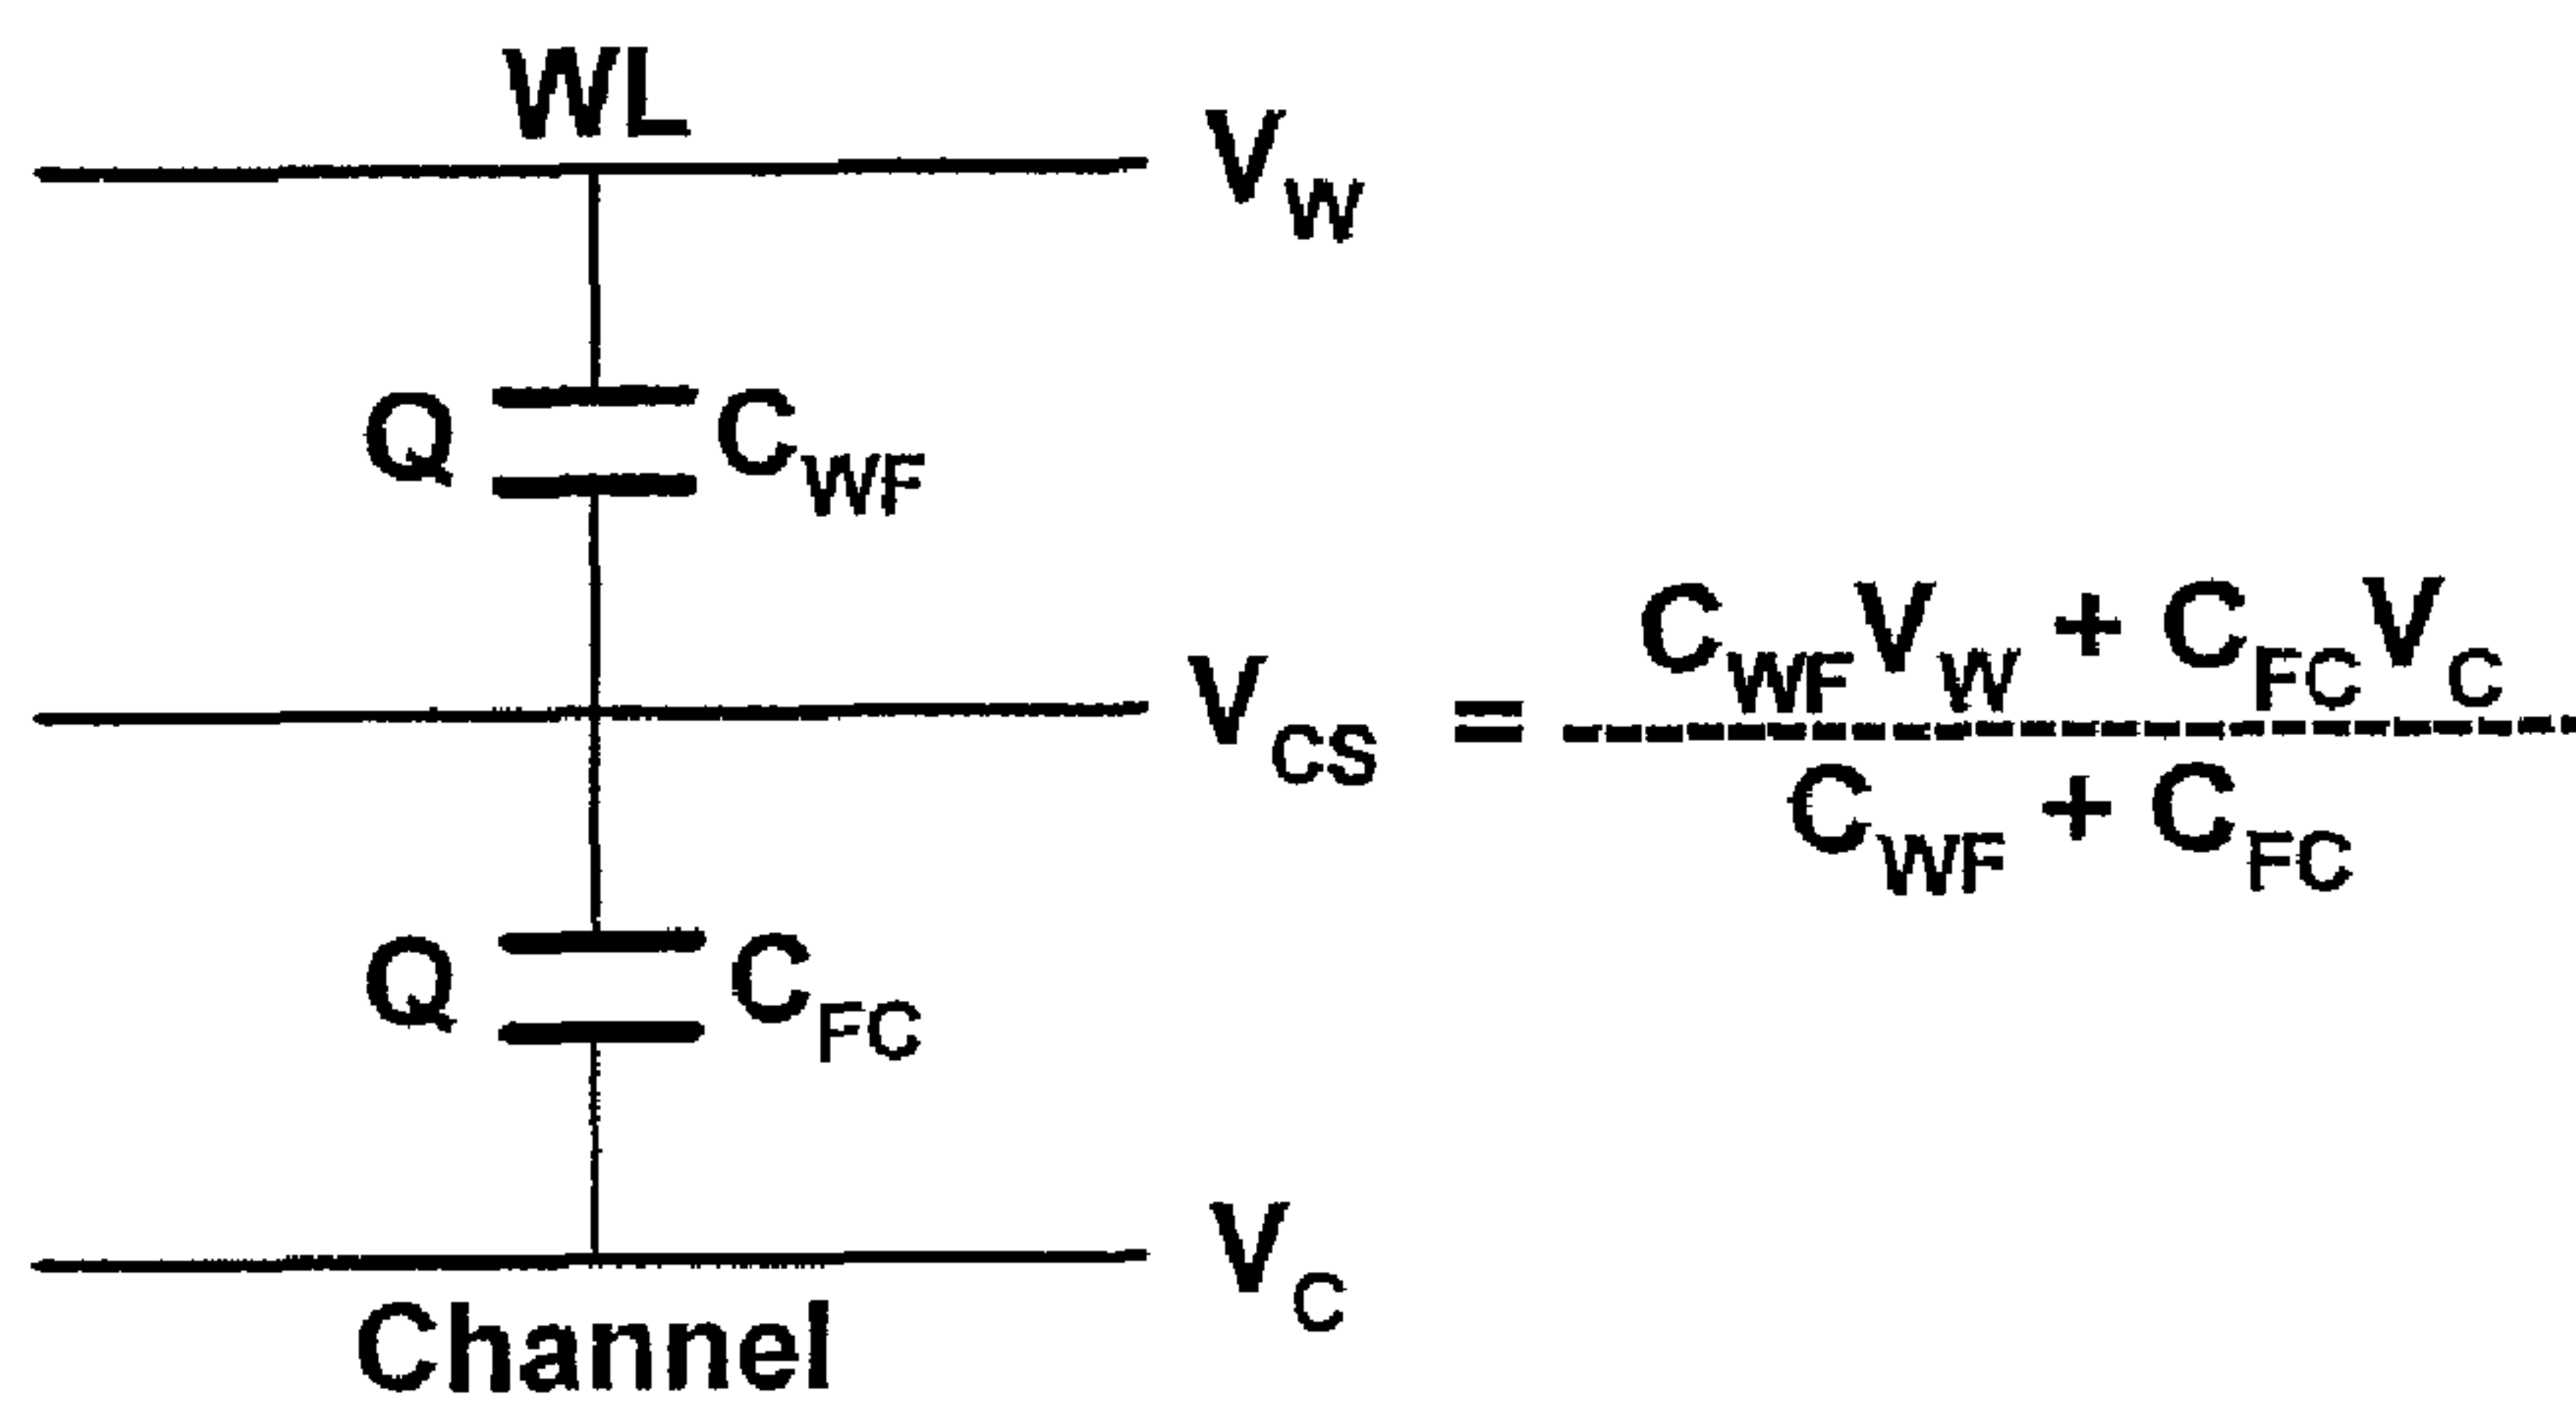 WL
V_W
Q C_WF
C_WF V_W + C_FC V_C
V_CS = ---------------
C_WF + C_FC
Q C_FC
V_C
Channel